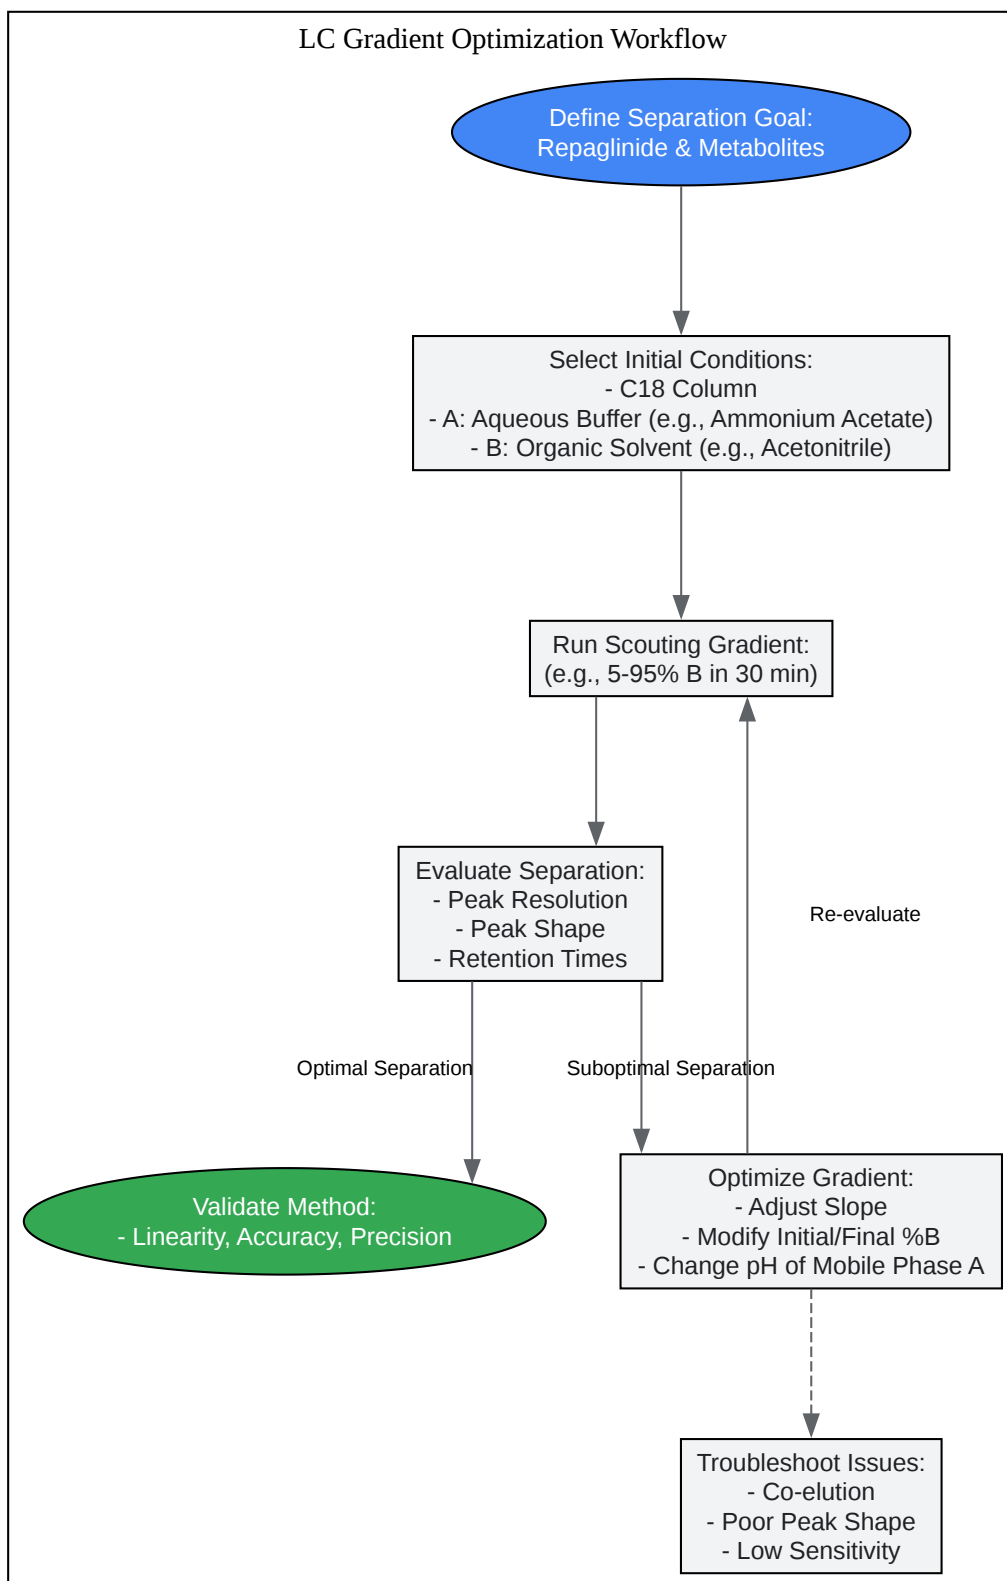 LC Gradient Optimization Workflow
Define Separation Goal:
Repaglinide & Metabolites
Select Initial Conditions:
- C18 Column
- A: Aqueous Buffer (e.g., Ammonium Acetate)
- B: Organic Solvent (e.g., Acetonitrile)
Run Scouting Gradient:
(e.g., 5-95% B in 30 min)
Evaluate Separation:
- Peak Resolution
- Peak Shape
- Retention Times
Re-evaluate
Optimal Separation
Suboptimal Separation
Validate Method:
- Linearity, Accuracy, Precision
Optimize Gradient:
- Adjust Slope
- Modify Initial/Final %B
- Change pH of Mobile Phase A
Troubleshoot Issues:
- Co-elution
- Poor Peak Shape
- Low Sensitivity